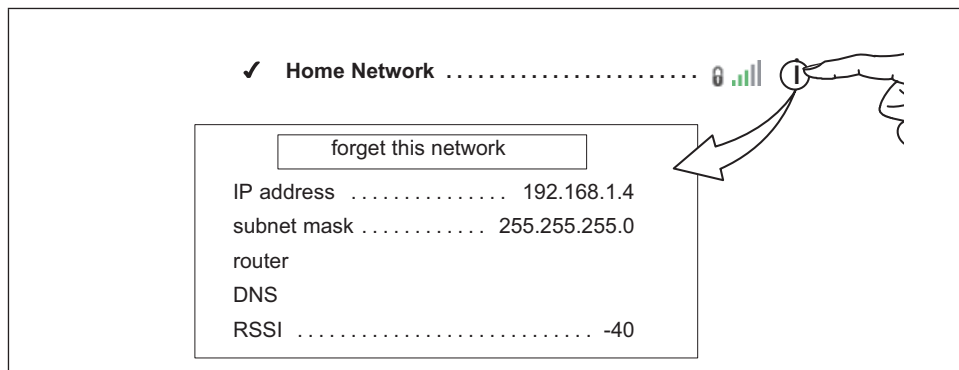 ✓ Home Network ........................ i
forget this network
IP address ............... 192.168.1.4
subnet mask ............ 255.255.255.0
router
DNS
RSSI ............................ -40